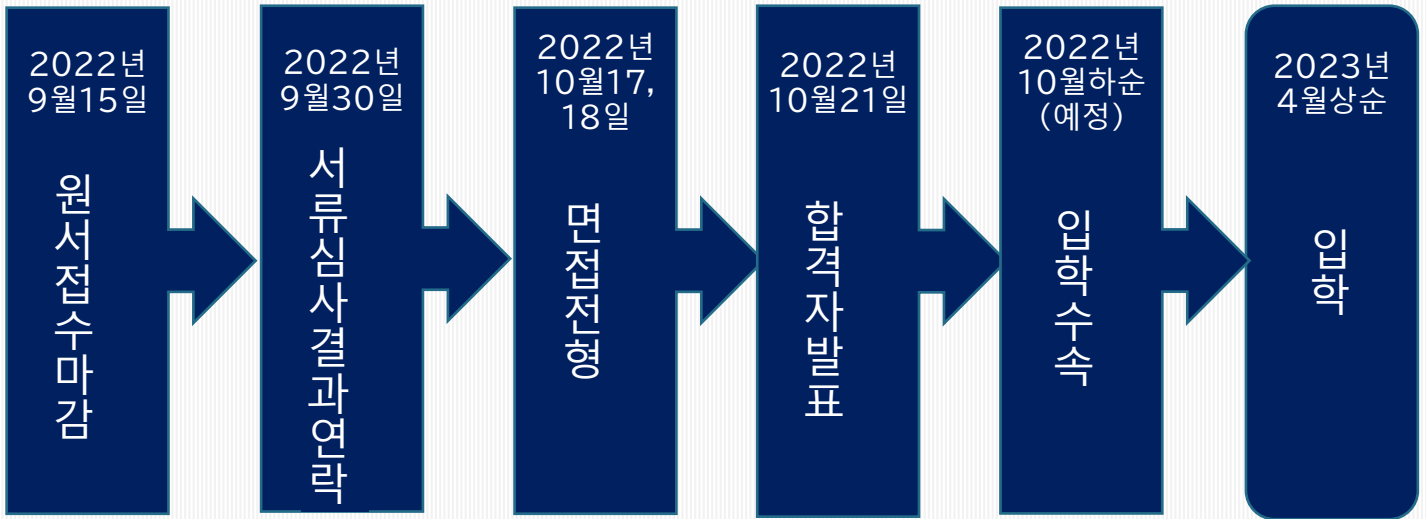 2022년
9월15일
원서접수마감
2022년
9월30일
서류심사결과연락
2022년
10월17,
18일
면접전형
2022년
10월21일
합격자발표
2022년
10월하순
(예정)
입학수속
2023년
4월상순
입학